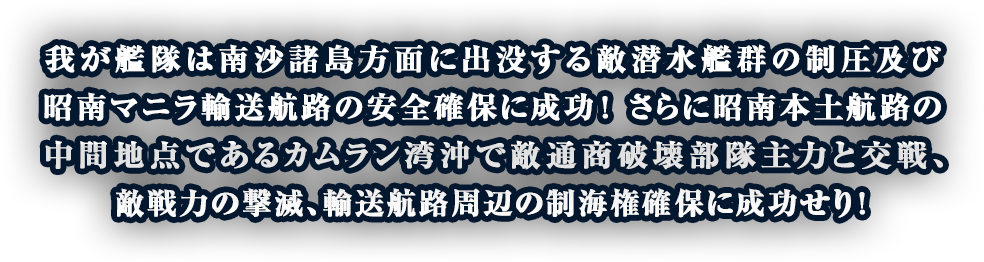 我が艦隊は南沙諸島方面に出没する敵潜水艦群の制圧及び
昭南マニラ輸送航路の安全確保に成功！さらに昭南本土航路の
中間地点であるカムラン湾沖で敵通商破壊部隊主力と交戦、
敵戦力の撃滅、輸送航路周辺の制海権確保に成功せり！